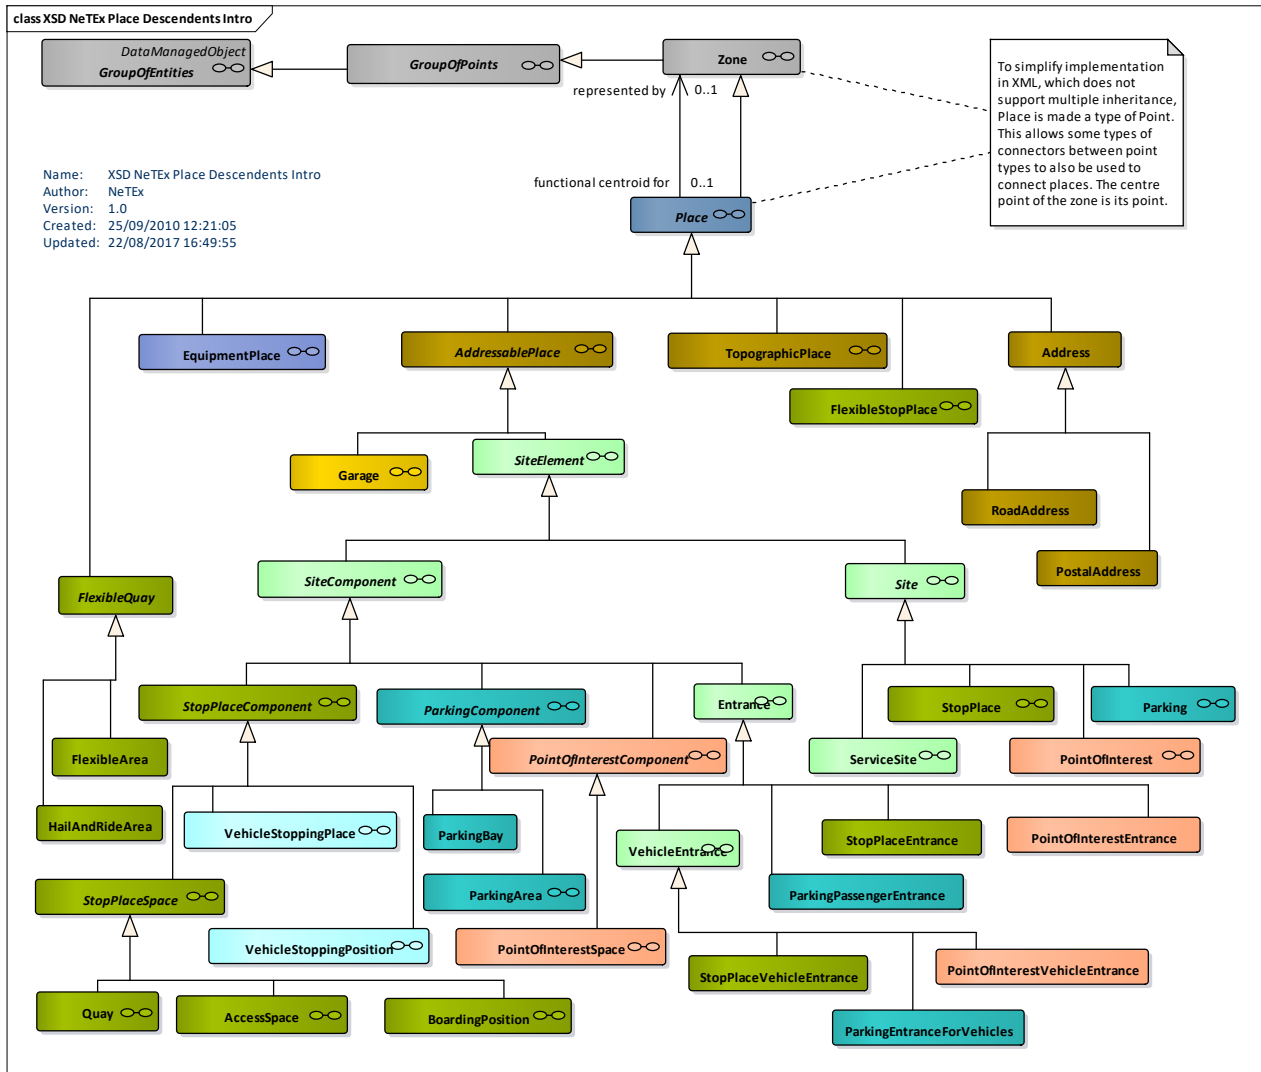 class XSD NeTEx Place Descendents Intro
DataManagedObject
GroupOfEntities
GroupOfPoints
Zone
To simplify implementation
in XML, which does not
support multiple inheritance,
Place is made a type of Point.
This allows some types of
connectors between point
types to also be used to
connect places. The centre
point of the zone is its point.
represented by 0..1
Name: XSD NeTEx Place Descendents Intro
Author: NeTEx
Version: 1.0
Created: 25/09/2010 12:21:05
Updated: 22/08/2017 16:49:55
functional centroid for 0..1
Place
EquipmentPlace
AddressablePlace
TopographicPlace
Address
FlexibleStopPlace
SiteElement
Garage
RoadAddress
PostalAddress
SiteComponent
Site
FlexibleQuay
StopPlaceComponent
ParkingComponent
Entrance
StopPlace
Parking
FlexibleArea
PointOfInterestComponent
ServiceSite
PointOfInterest
HailAndRideArea
VehicleStoppingPlace
ParkingBay
VehicleEntrance
StopPlaceEntrance
PointOfInterestEntrance
StopPlaceSpace
ParkingArea
ParkingPassengerEntrance
VehicleStoppingPosition
PointOfInterestSpace
StopPlaceVehicleEntrance
PointOfInterestVehicleEntrance
Quay
AccessSpace
BoardingPosition
ParkingEntranceForVehicles